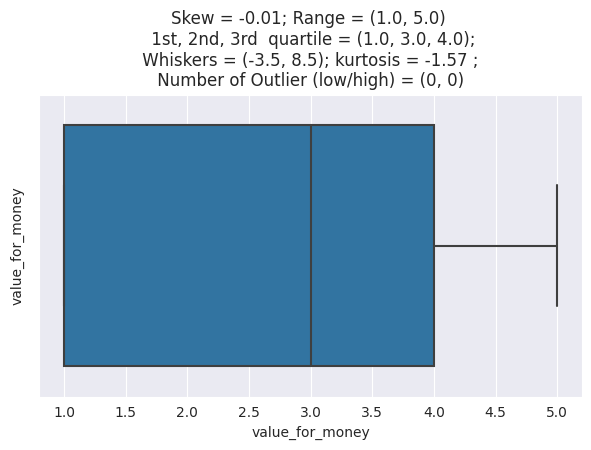 Skew = -0.01; Range = (1.0, 5.0)
1st, 2nd, 3rd  quartile = (1.0, 3.0, 4.0);
Whiskers = (-3.5, 8.5); kurtosis = -1.57 ;
Number of Outlier (low/high) = (0, 0)
value_for_money
1.0 1.5 2.0 2.5 3.0 3.5 4.0 4.5 5.0
value_for_money